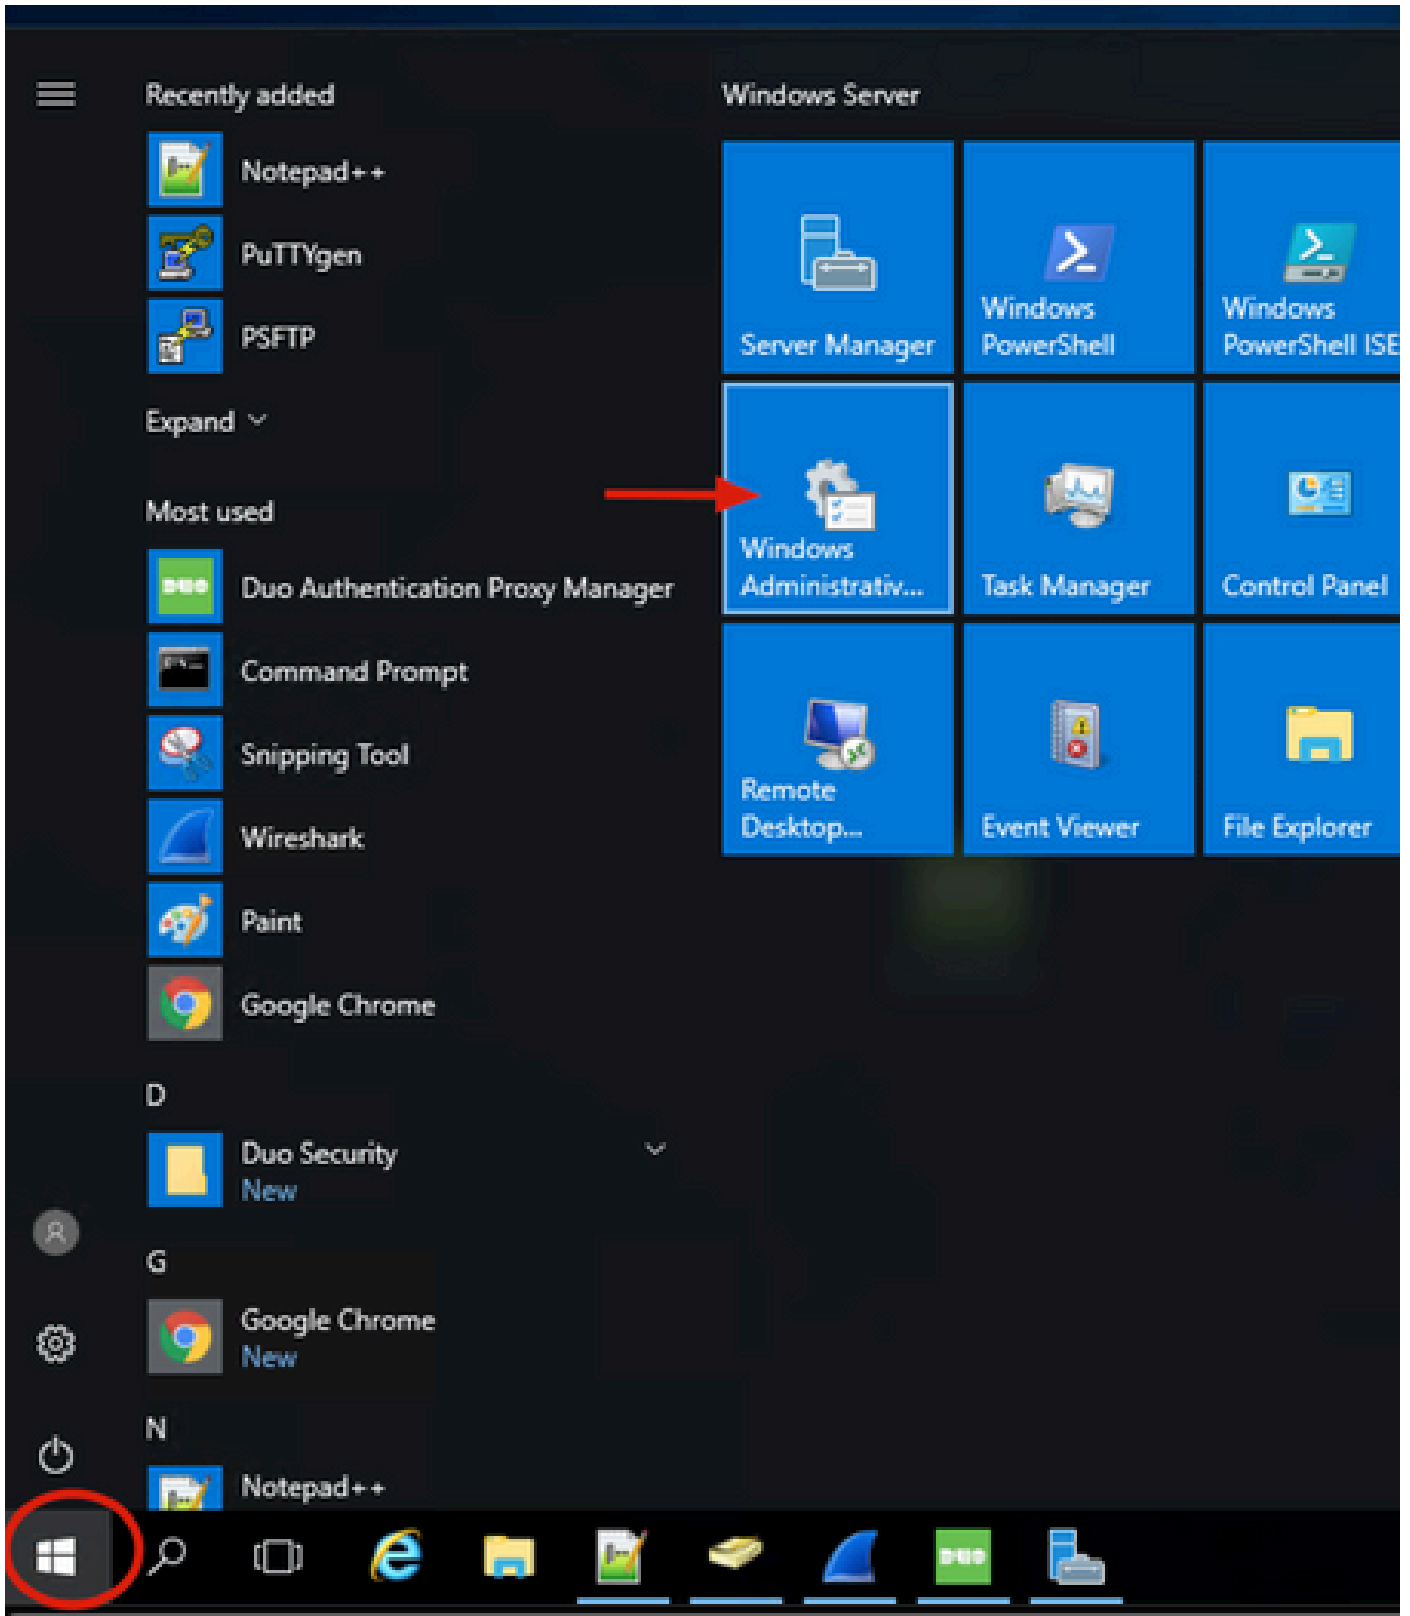 Recently added
Notepad++
PuTTYgen
PSFTP
Expand
Most used
Duo Authentication Proxy Manager
Command Prompt
Snipping Tool
Wireshark
Paint
Google Chrome
D
Duo Security
New
G
Google Chrome
New
N
Notepad++
Windows Server
Server Manager
Windows
PowerShell
Windows
PowerShell ISE
Windows
Administrativ...
Task Manager
Control Panel
Remote
Desktop...
Event Viewer
File Explorer